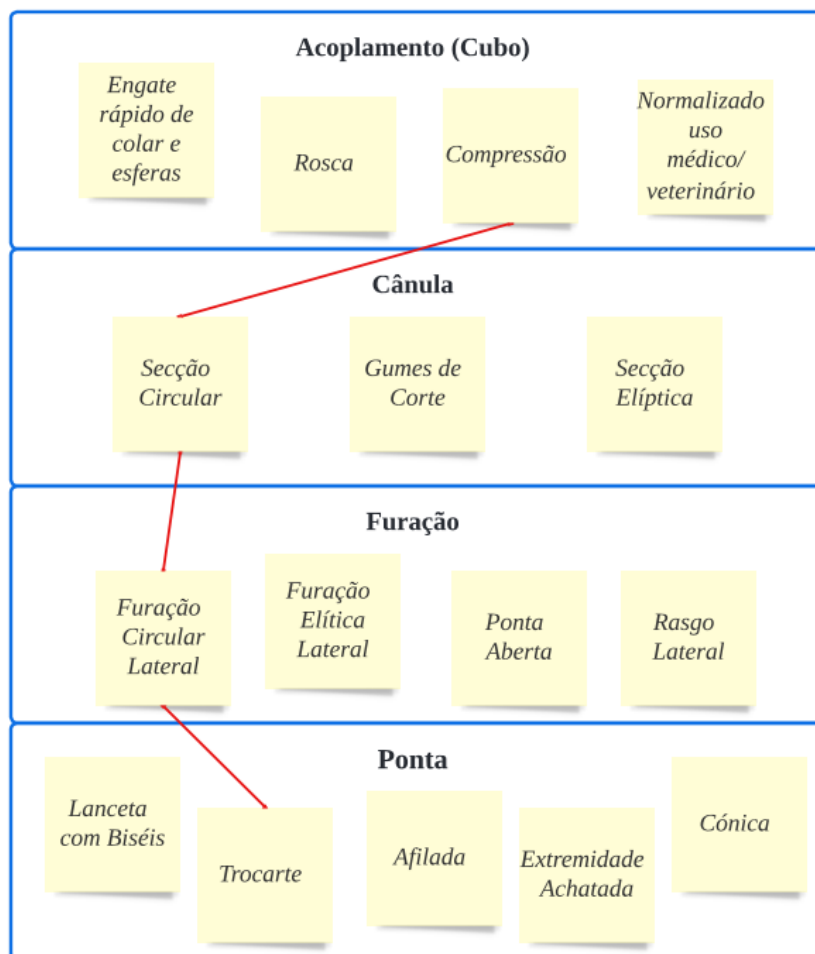 Acoplamento (Cubo)
Engate
rápido de
colar e
esferas
Rosca
Compressão
Normalizado
uso
médico/
veterinário
Cânula
Secção
Circular
Gumes de
Corte
Secção
Elíptica
Furação
Furação
Circular
Lateral
Furação
Elítica
Lateral
Ponta
Aberta
Rasgo
Lateral
Ponta
Lanceta
com Biséis
Trocarte
Afilada
Extremidade
Achatada
Cónica